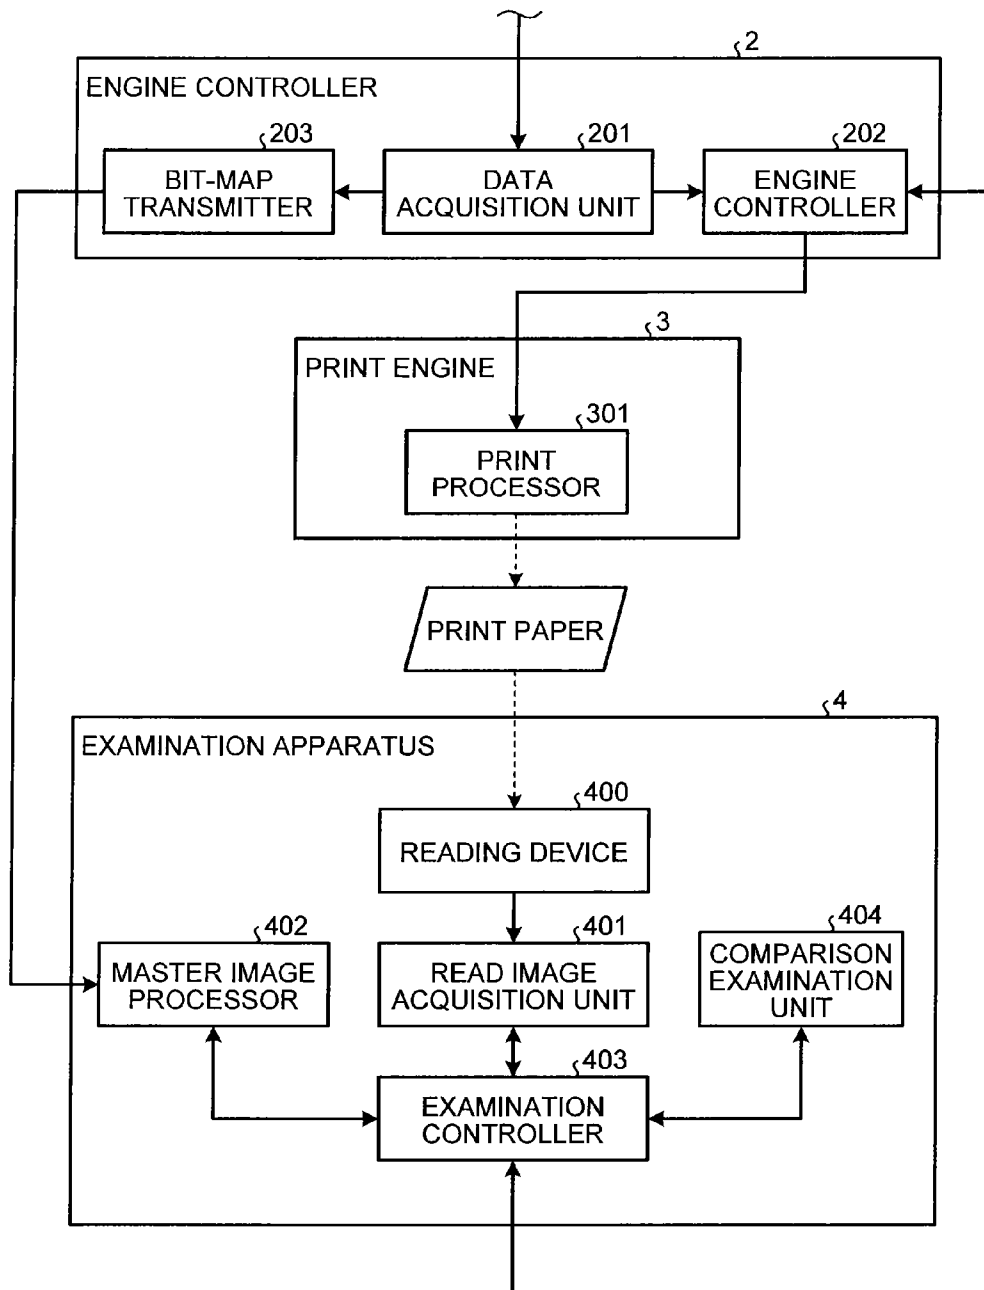 2
ENGINE CONTROLLER
203
201
202
BIT-MAP
TRANSMITTER
DATA
ACQUISITION UNIT
ENGINE
CONTROLLER
3
PRINT ENGINE
301
PRINT
PROCESSOR
PRINT PAPER
4
EXAMINATION APPARATUS
400
READING DEVICE
402
401
404
MASTER IMAGE
PROCESSOR
READ IMAGE
ACQUISITION UNIT
COMPARISON
EXAMINATION
UNIT
403
EXAMINATION
CONTROLLER